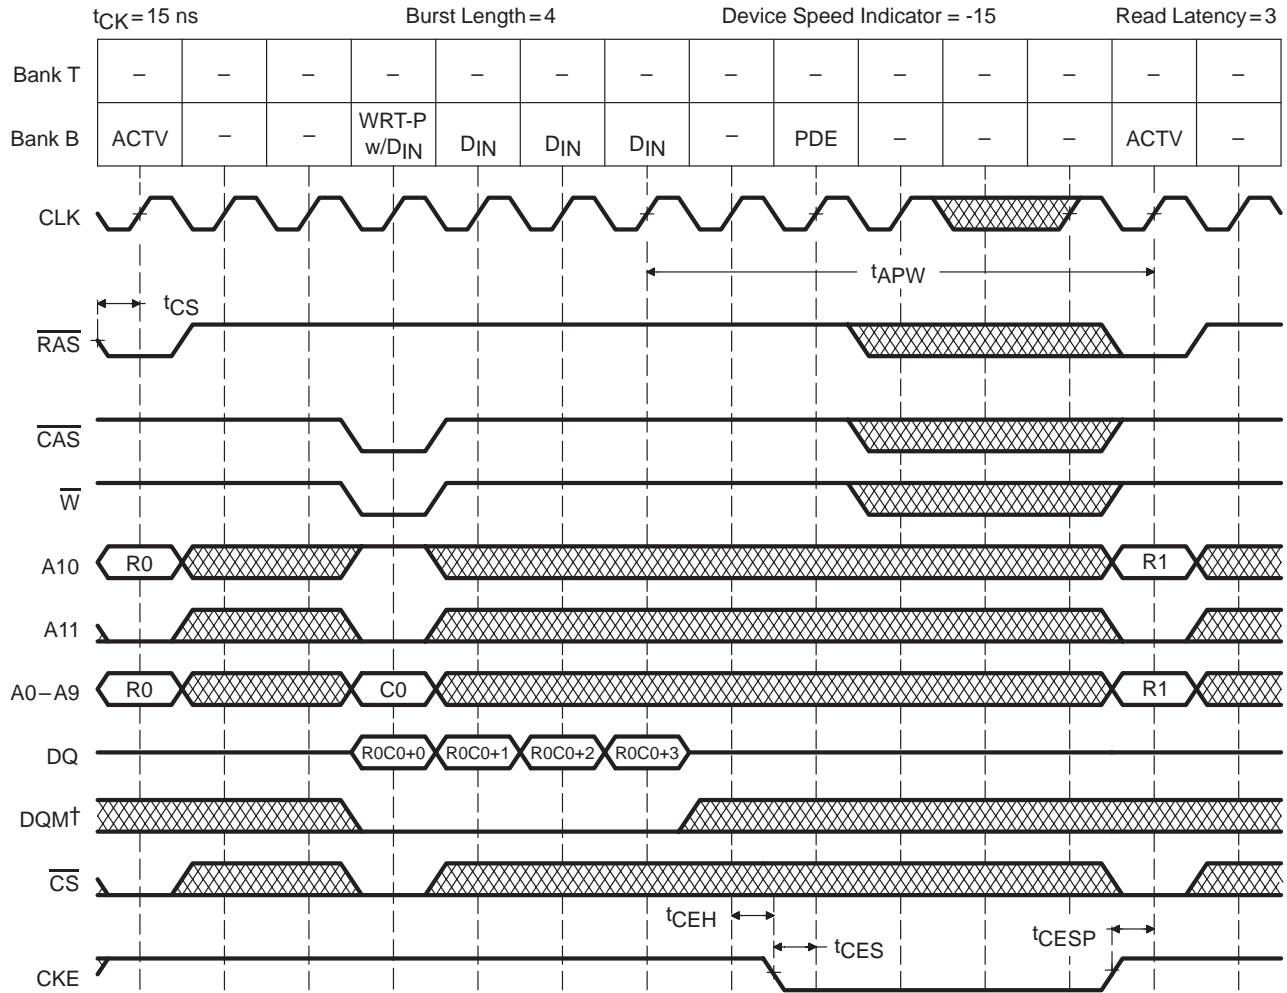 tCK = 15 ns Burst Length = 4 Device Speed Indicator = -15 Read Latency = 3
Bank T – – – – – – – – – – – – – –
Bank B ACTV – – WRT-P w/DIN DIN DIN DIN – PDE – – – ACTV –
CLK
tAPW
tCS
RAS
CAS
W
A10 R0 R1
A11
A0–A9 R0 C0 R1
DQ R0C0+0 R0C0+1 R0C0+2 R0C0+3
DQM†
CS
tCEH
tCES
tCESP
CKE